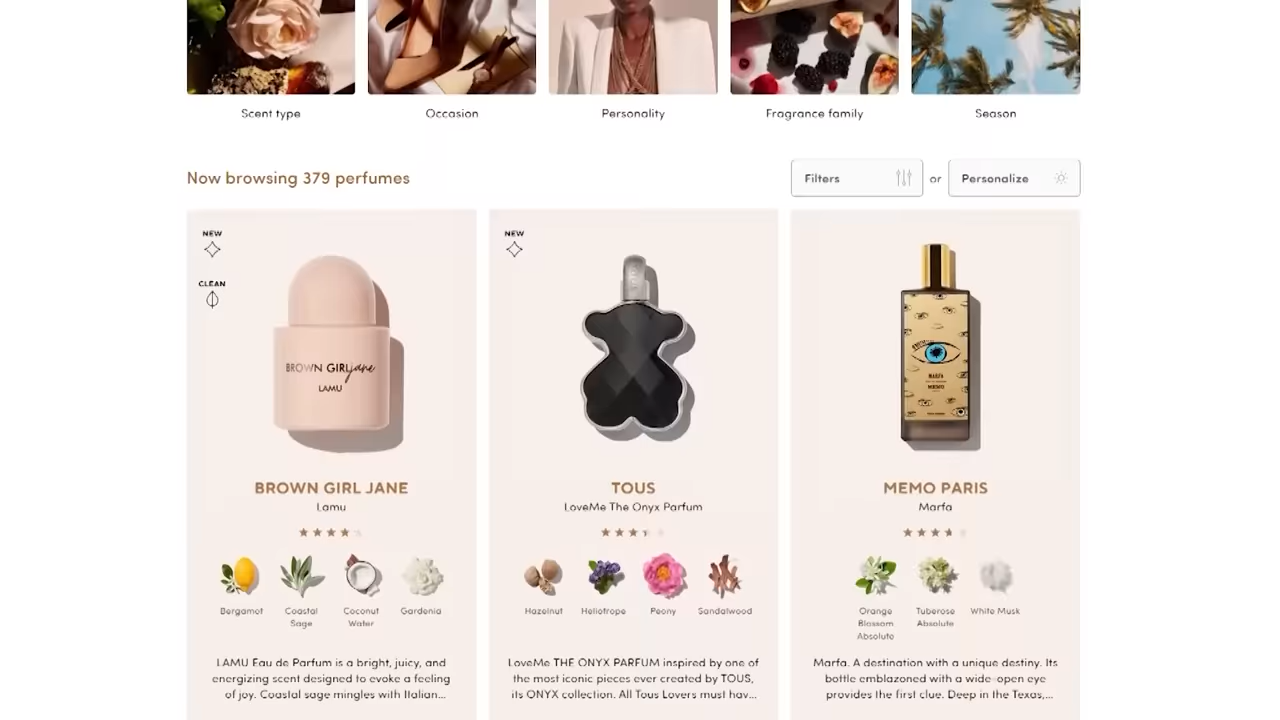 Scent type
Occasion
Personality
Fragrance family
Season
Now browsing 379 perfumes
Filters
or
Personalize
NEW
CLEAN
BROWN GIRL jane
LAMU
BROWN GIRL JANE
Lamu
Bergamot
Coastal
Sage
Coconut
Water
Gardenia
LAMU Eau de Parfum is a bright, juicy, and
energizing scent designed to evoke a feeling
of joy. Coastal sage mingles with Italian...
NEW
TOUS
LoveMe The Onyx Parfum
Hazelnut
Heliotrope
Peony
Sandalwood
LoveMe THE ONYX PARFUM inspired by one of
the most iconic pieces ever created by TOUS,
its ONYX collection. All Tous Lovers must hav...
MARFA
MEMO
MEMO PARIS
Marfa
Orange
Blossom
Absolute
Tuberose
Absolute
White Musk
Marfa. A destination with a unique destiny. Its
bottle emblazoned with a wide-open eye
provides the first clue. Deep in the Texas,...